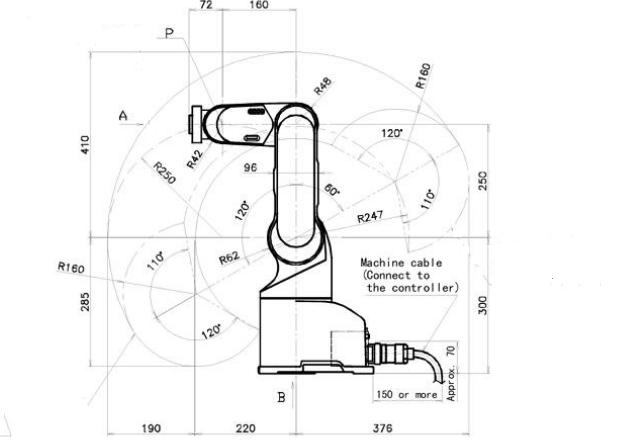 72
160
P
R48
R160
A
120°
410
R42
R250
96
60°
250
120°
110°
R247
R62
110°
R160
Machine cable
(Connect to
the controller)
285
300
120°
Approx. 70
150 or more
B
190
220
376